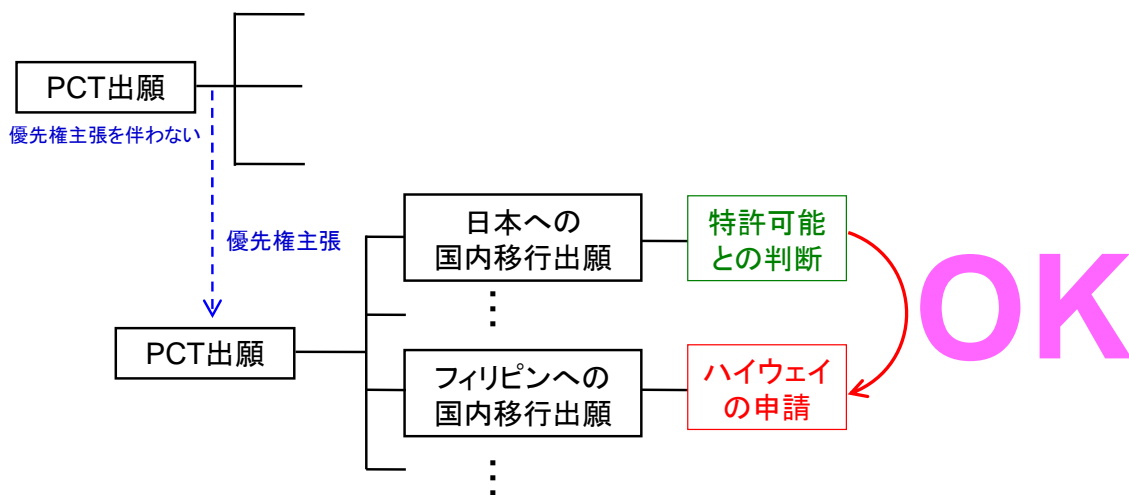 PCT出願
優先権主張を伴わない
優先権主張
日本への
国内移行出願
特許可能
との判断
OK
PCT出願
フィリピンへの
国内移行出願
ハイウェイ
の申請